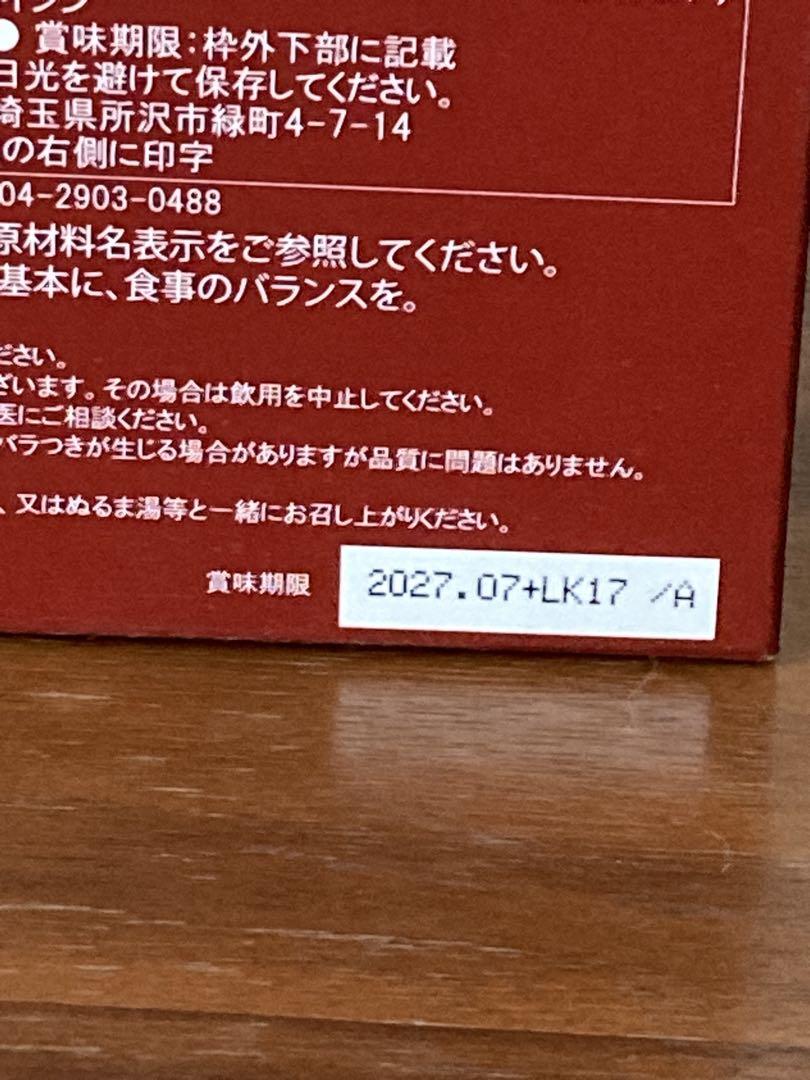 ● 賞味期限:枠外下部に記載
日光を避けて保存してください。
埼玉県所沢市緑町4-7-14
の右側に印字
04-2903-0488
原材料名表示をご参照してください。
基本に、食事のバランスを。
ださい。
ざいます。その場合は飲用を中止してください。
医にご相談ください。
バラつきが生じる場合がありますが品質に問題はありません。
、又はぬるま湯等と一緒にお召し上がりください。
賞味期限 2027.07+LK17 /A